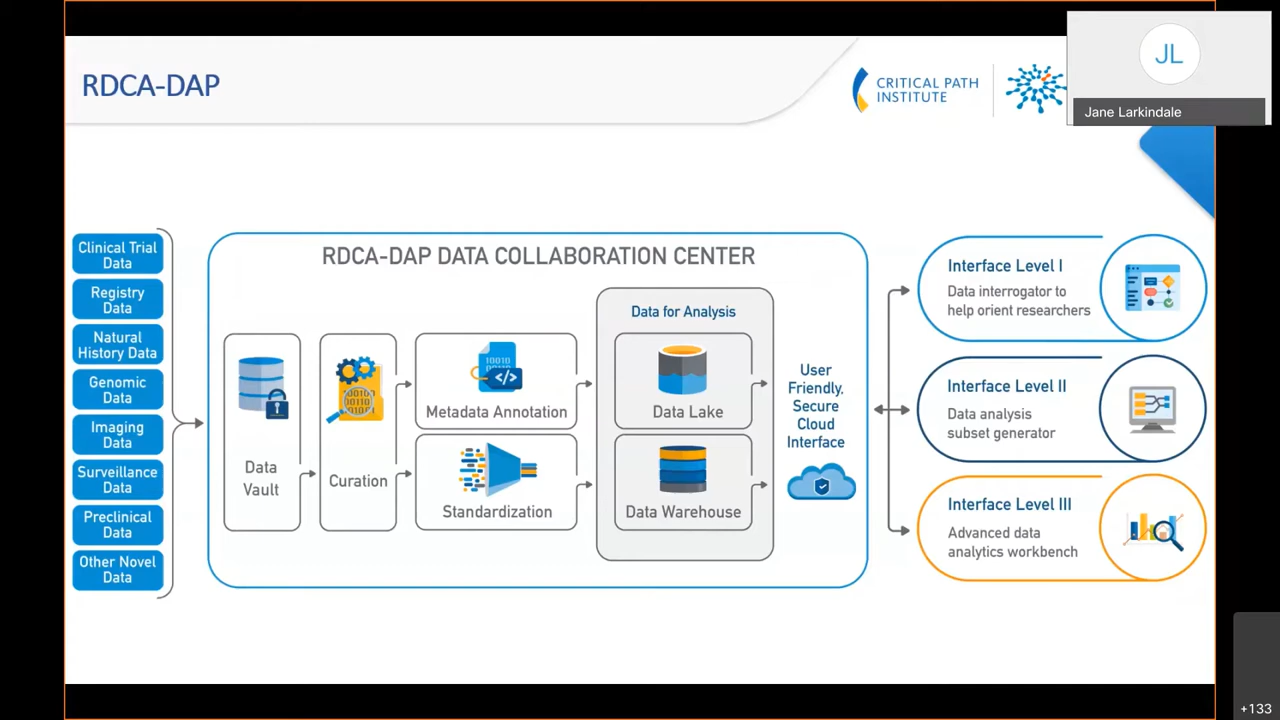 RDCA-DAP
CRITICAL PATH
INSTITUTE
JL
Jane Larkindale
Clinical Trial
Data
Registry
Data
Natural
History Data
Genomic
Data
Imaging
Data
Surveillance
Data
Preclinical
Data
Other Novel
Data
RDCA-DAP DATA COLLABORATION CENTER
Data
Vault
Curation
10010
</>
Metadata Annotation
Standardization
Data for Analysis
Data Lake
Data Warehouse
User
Friendly,
Secure
Cloud
Interface
Interface Level I
Data interrogator to
help orient researchers
Interface Level II
Data analysis
subset generator
Interface Level III
Advanced data
analytics workbench
+133